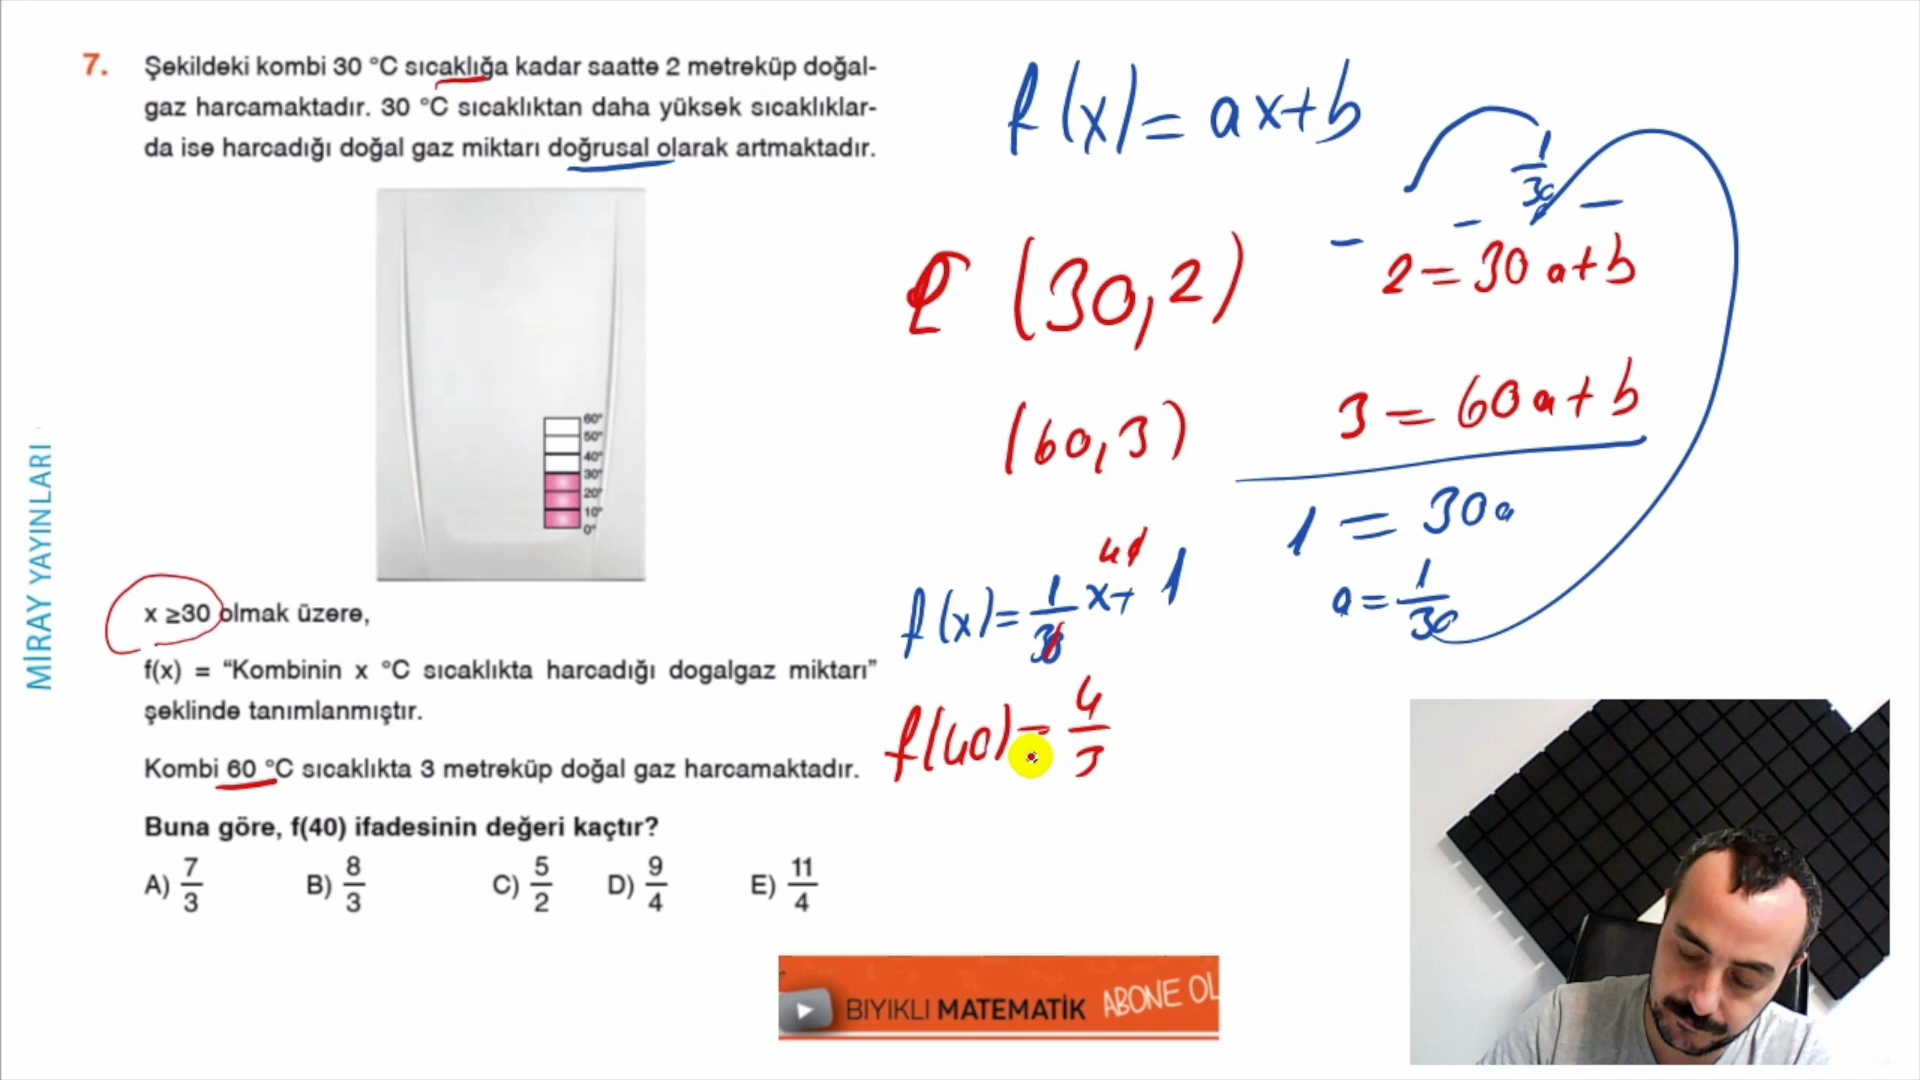 7. Şekildeki kombi 30 °C sıcaklığa kadar saatte 2 metreküp doğal-
gaz harcamaktadır. 30 °C sıcaklıktan daha yüksek sıcaklıklar-
da ise harcadığı doğal gaz miktarı doğrusal olarak artmaktadır.
60°
50°
40°
30°
20°
10°
0°
x ≥30 olmak üzere,
f(x) = “Kombinin x °C sıcaklıkta harcadığı dogalgaz miktarı”
şeklinde tanımlanmıştır.
Kombi 60 °C sıcaklıkta 3 metreküp doğal gaz harcamaktadır.
Buna göre, f(40) ifadesinin değeri kaçtır?
A) 7/3 B) 8/3 C) 5/2 D) 9/4 E) 11/4
MİRAY YAYINLARI
f(x) = ax+b
(30,2)
1/30
- - -
2 = 30a+b
(60,3)
3 = 60a+b
1 = 30a
a = 1/30
40
f(x) = 1/30 x+ 1
f(40) = 4/3
BIYIKLI MATEMATİK ABONE OL